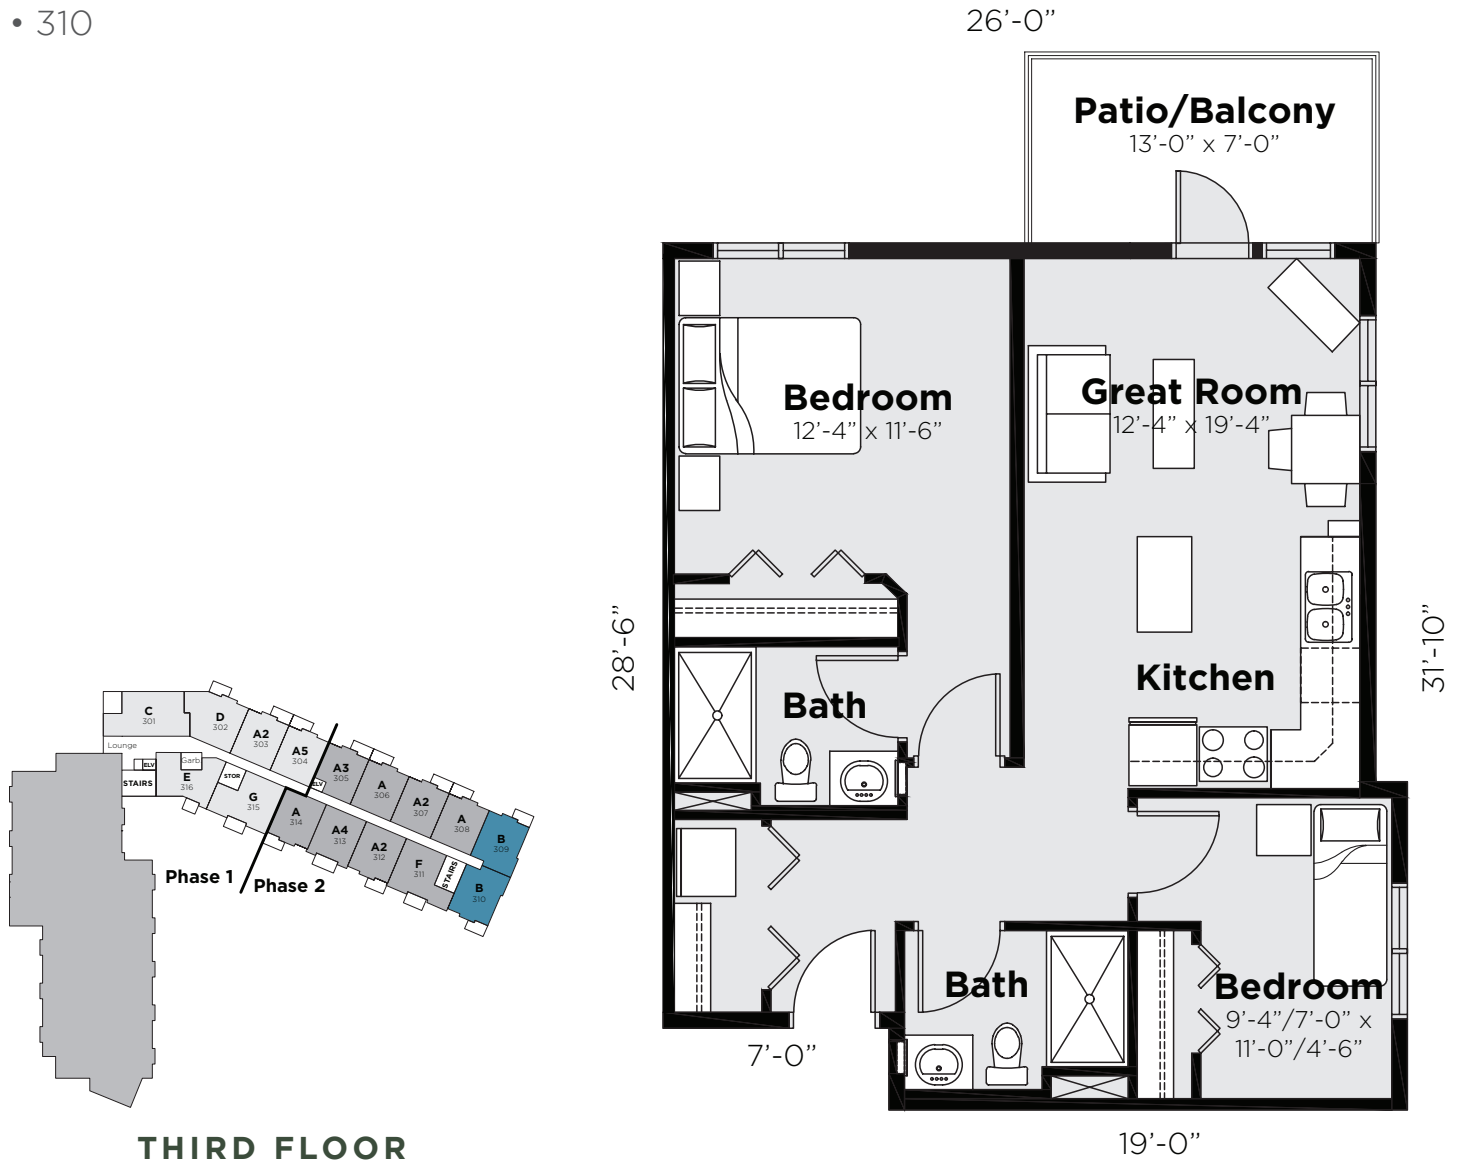 • 310
26’-0”
Patio/Balcony
13’-0” x 7’-0”
Bedroom
12’-4” x 11’-6”
Great Room
12’-4” x 19’-4”
28’-6”
31’-10”
Kitchen
Bath
Bath
Bedroom
9’-4”/7’-0” x
11’-0”/4’-6”
7’-0”
19’-0”
C
301
D
302
A2
303
A5
304
A3
305
A
306
A2
307
A
308
B
309
B
310
F
311
A2
312
A4
313
A
314
G
315
E
316
Lounge
ELV
Garb
STAIRS
STOR
ELV
STAIRS
Phase 1
Phase 2
THIRD FLOOR